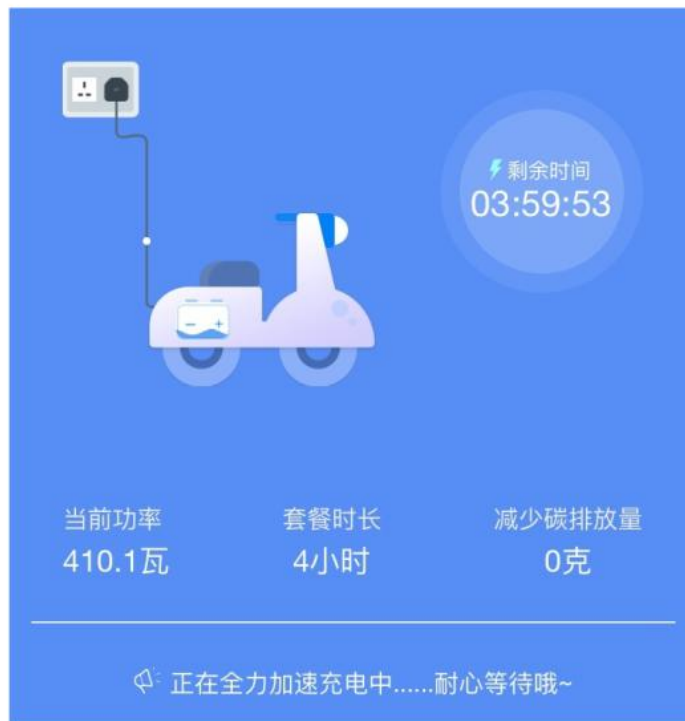 剩余时间
03:59:53
当前功率
套餐时长
减少碳排放量
410.1瓦
4小时
0克
正在全力加速充电中......耐心等待哦~